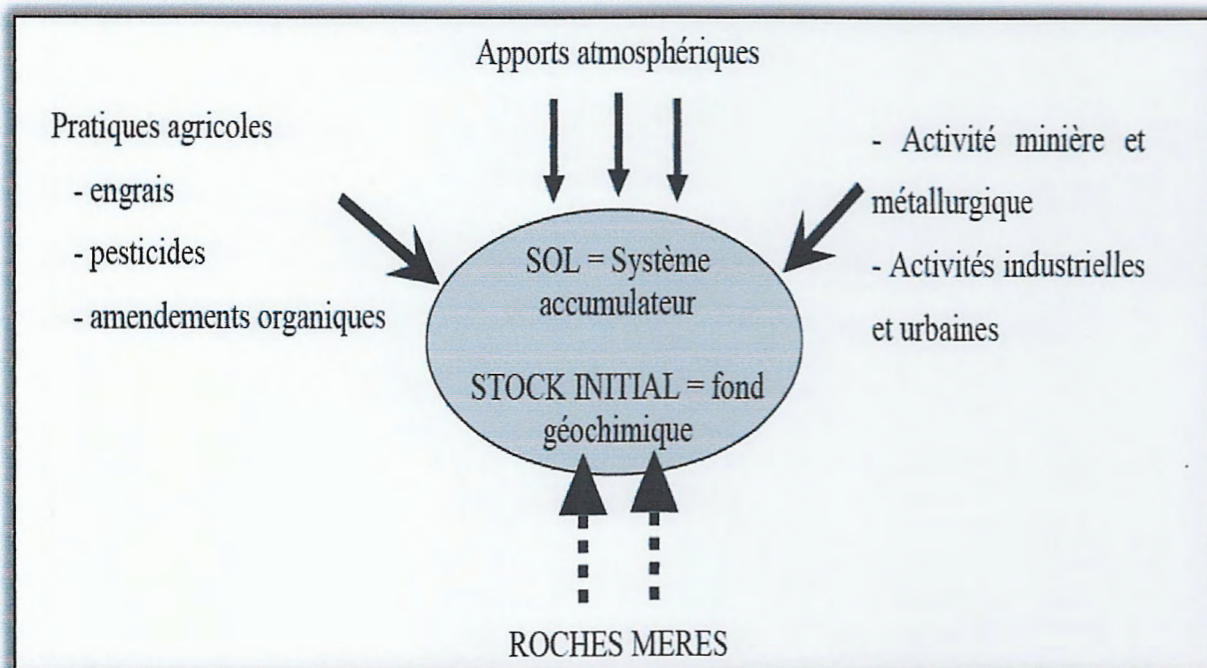 Apports atmosphériques
Pratiques agricoles
- engrais
- pesticides
- amendements organiques
- Activité minière et
métallurgique
- Activités industrielles
et urbaines
SOL = Système
accumulateur
STOCK INITIAL = fond
géochimique
ROCHES MERES